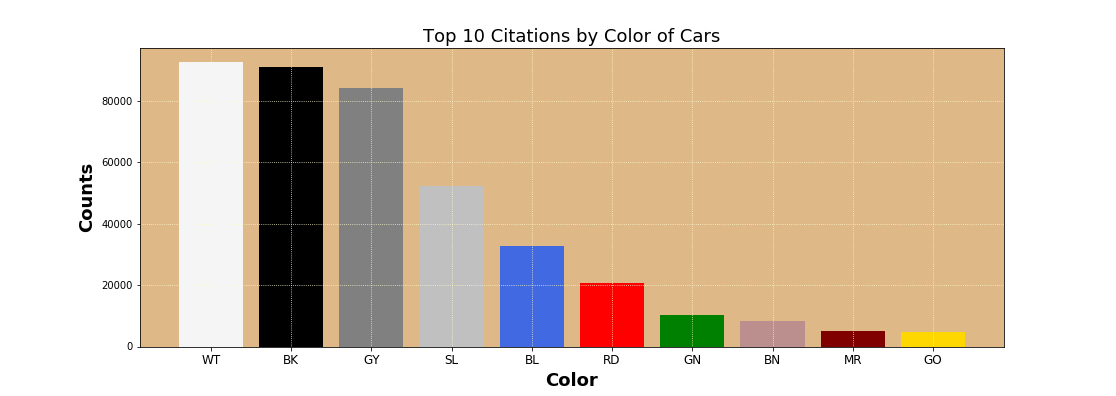 Top 10 Citations by Color of Cars
Counts
80000
60000
40000
20000
0
WT BK GY SL BL RD GN BN MR GO
Color